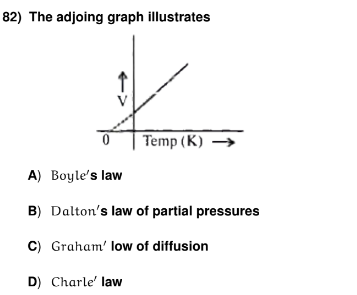 82) The adjoing graph illustrates
V
0
Temp (K)
A) Boyle's law
B) Dalton's law of partial pressures
C) Graham' low of diffusion
D) Charle' law